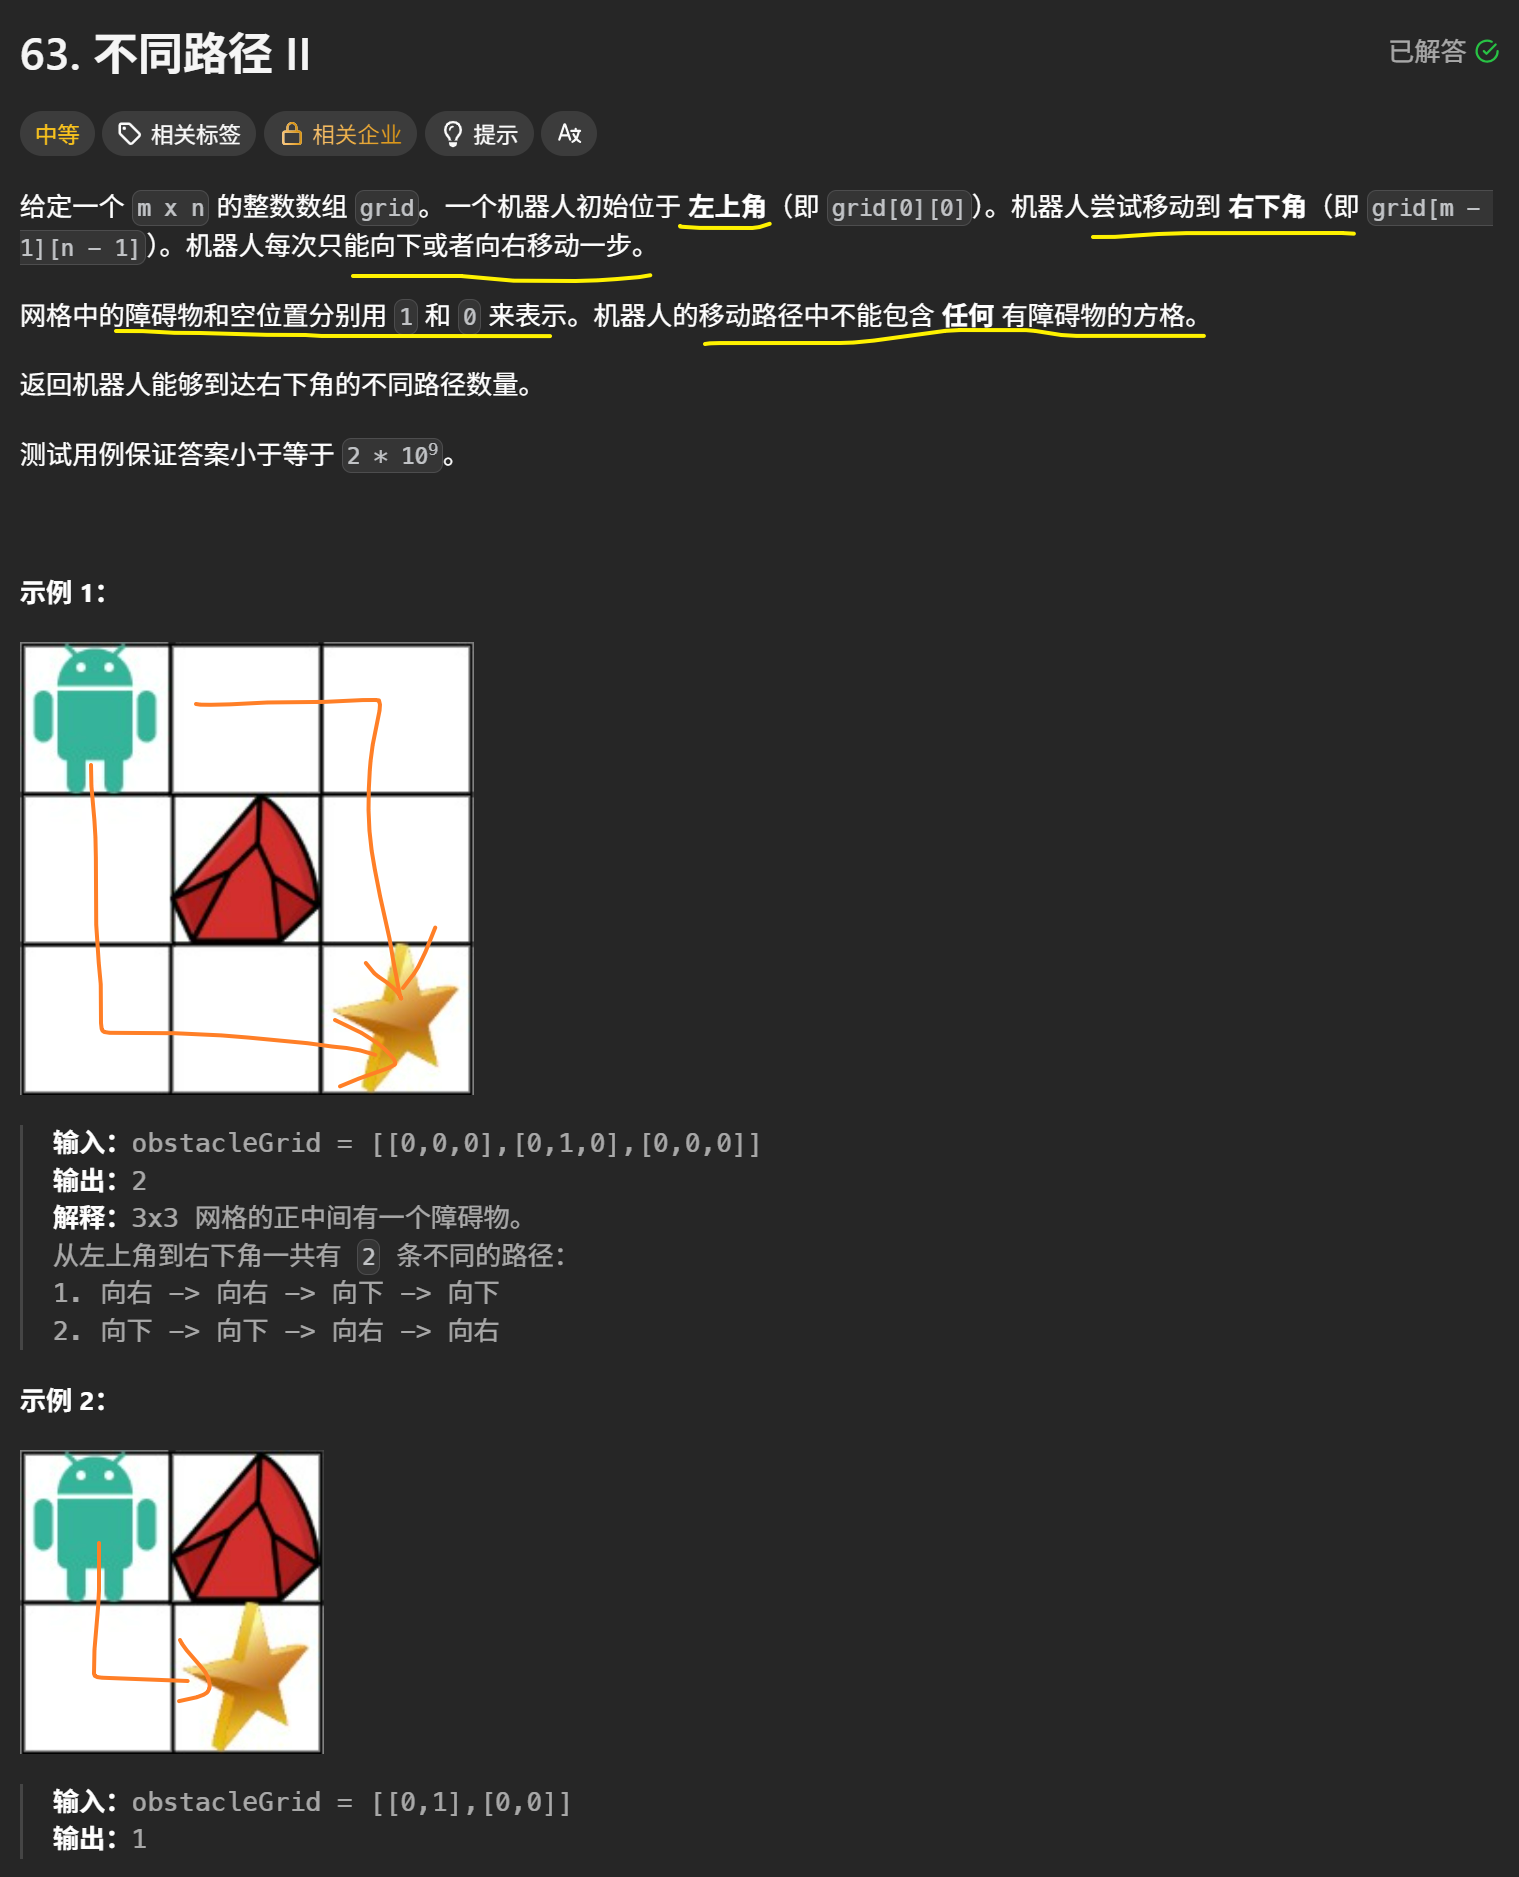 63. 不同路径 II
已解答
中等 相关标签 相关企业 提示
给定一个 m x n 的整数数组 grid。一个机器人初始位于 左上角（即 grid[0][0]）。机器人尝试移动到 右下角（即 grid[m -
1][n - 1]）。机器人每次只能向下或者向右移动一步。
网格中的障碍物和空位置分别用 1 和 0 来表示。机器人的移动路径中不能包含 任何 有障碍物的方格。
返回机器人能够到达右下角的不同路径数量。
测试用例保证答案小于等于 2 * 10⁹。
示例 1：
输入：obstacleGrid = [[0,0,0],[0,1,0],[0,0,0]]
输出：2
解释：3x3 网格的正中间有一个障碍物。
从左上角到右下角一共有 2 条不同的路径：
1. 向右 -> 向右 -> 向下 -> 向下
2. 向下 -> 向下 -> 向右 -> 向右
示例 2：
输入：obstacleGrid = [[0,1],[0,0]]
输出：1